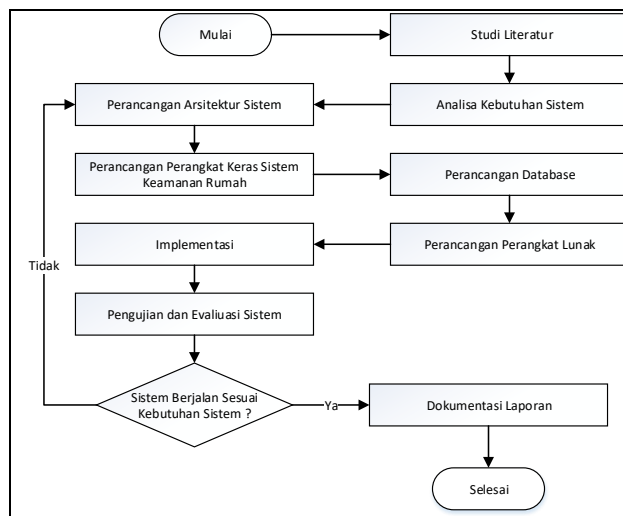 Mulai
Studi Literatur
Analisa Kebutuhan Sistem
Perancangan Arsitektur Sistem
Perancangan Perangkat Keras Sistem
Keamanan Rumah
Perancangan Database
Perancangan Perangkat Lunak
Implementasi
Pengujian dan Evaliuasi Sistem
Sistem Berjalan Sesuai
Kebutuhan Sistem ?
Tidak
Ya
Dokumentasi Laporan
Selesai